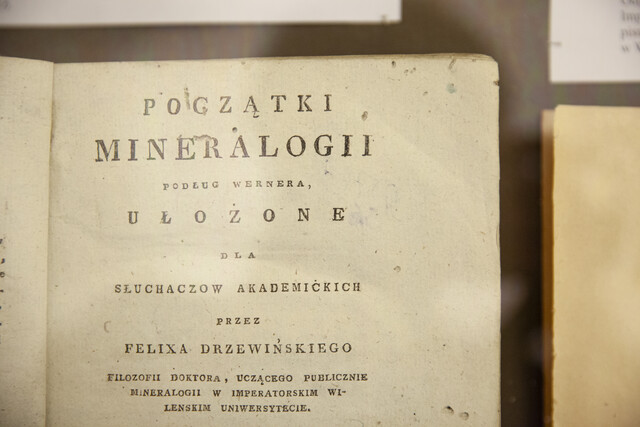 POCZĄTKI
MINERALOGII
PODŁUG WERNERA,
UŁOZONE
DLA
SŁUCHACZOW AKADEMICKICH
PRZEZ
FELIXA DRZEWIŃSKIEGO
FILOZOFII DOKTORA, UCZĄCEGO PUBLICZNIE
MINERALOGII W IMPERATORSKIM WI-
LENSKIM UNIWERSYTECIE.